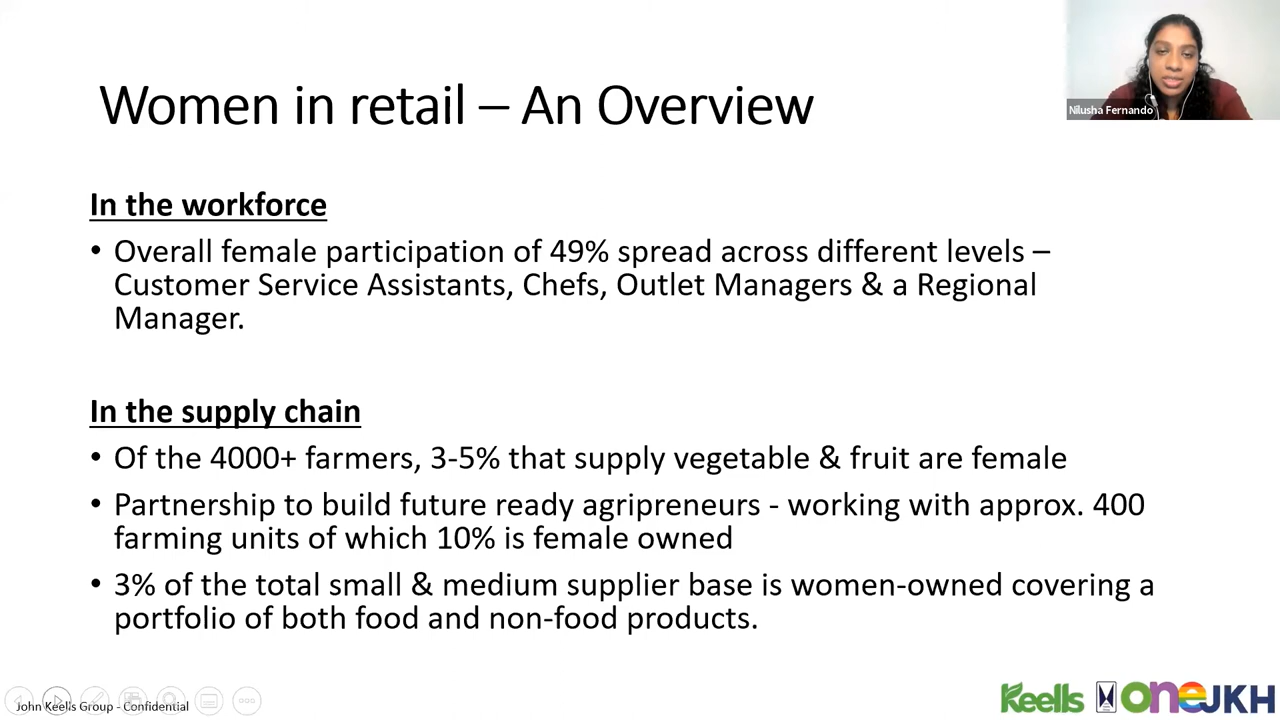 Women in retail – An Overview
Nilusha Fernando
In the workforce
• Overall female participation of 49% spread across different levels –
Customer Service Assistants, Chefs, Outlet Managers & a Regional
Manager.
In the supply chain
• Of the 4000+ farmers, 3-5% that supply vegetable & fruit are female
• Partnership to build future ready agripreneurs - working with approx. 400
farming units of which 10% is female owned
• 3% of the total small & medium supplier base is women-owned covering a
portfolio of both food and non-food products.
John Keells Group - Confidential
Keells
oneJKH